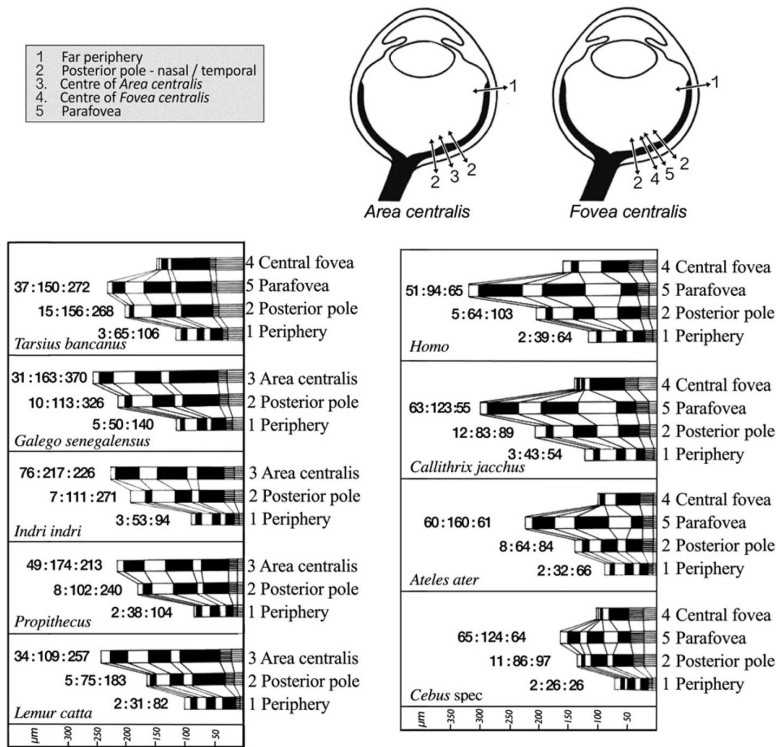 1 Far periphery
2 Posterior pole - nasal / temporal
3. Centre of Area centralis
4. Centre of Fovea centralis
5 Parafovea
1
2 3 2
Area centralis
1
2 4 5 2
Fovea centralis
4 Central fovea
37:150:272 5 Parafovea
15:156:268 2 Posterior pole
3:65:106 1 Periphery
Tarsius bancanus
31:163:370 3 Area centralis
10:113:326 2 Posterior pole
5:50:140 1 Periphery
Galego senegalensus
76:217:226 3 Area centralis
7:111:271 2 Posterior pole
3:53:94 1 Periphery
Indri indri
49:174:213 3 Area centralis
8:102:240 2 Posterior pole
2:38:104 1 Periphery
Propithecus
34:109:257 3 Area centralis
5:75:183 2 Posterior pole
2:31:82 1 Periphery
Lemur catta
µm -300 -250 -200 -150 -100 -50
4 Central fovea
51:94:65 5 Parafovea
5:64:103 2 Posterior pole
2:39:64 1 Periphery
Homo
4 Central fovea
63:123:55 5 Parafovea
12:83:89 2 Posterior pole
3:43:54 1 Periphery
Callithrix jacchus
4 Central fovea
60:160:61 5 Parafovea
8:64:84 2 Posterior pole
2:32:66 1 Periphery
Ateles ater
4 Central fovea
65:124:64 5 Parafovea
11:86:97 2 Posterior pole
2:26:26 1 Periphery
Cebus spec
µm -350 -300 -250 -200 -150 -100 -50